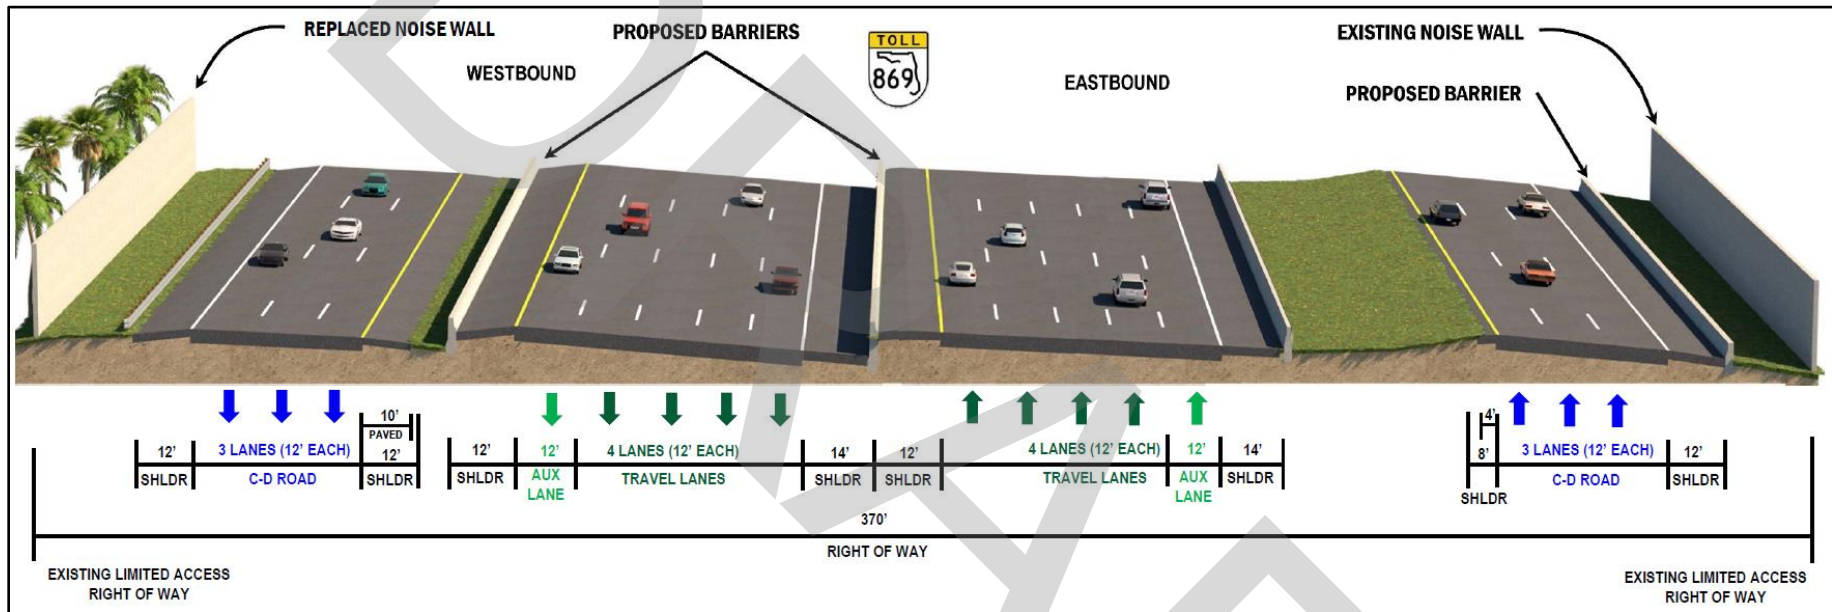 REPLACED NOISE WALL
PROPOSED BARRIERS
TOLL
869
EXISTING NOISE WALL
WESTBOUND
EASTBOUND
PROPOSED BARRIER
10'
PAVED
4'
12'
3 LANES (12' EACH)
12'
12'
12'
4 LANES (12' EACH)
14'
12'
4 LANES (12' EACH)
12'
14'
8'
3 LANES (12' EACH)
12'
SHLDR
C-D ROAD
SHLDR
SHLDR
AUX
LANE
TRAVEL LANES
SHLDR
SHLDR
TRAVEL LANES
AUX
LANE
SHLDR
SHLDR
C-D ROAD
SHLDR
370'
RIGHT OF WAY
EXISTING LIMITED ACCESS
RIGHT OF WAY
EXISTING LIMITED ACCESS
RIGHT OF WAY